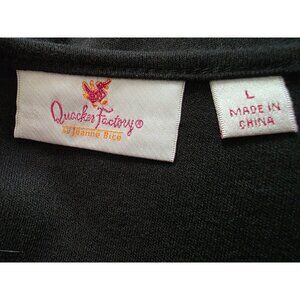 Quacker Factory®
by Jeanne Bice
L
MADE IN
CHINA